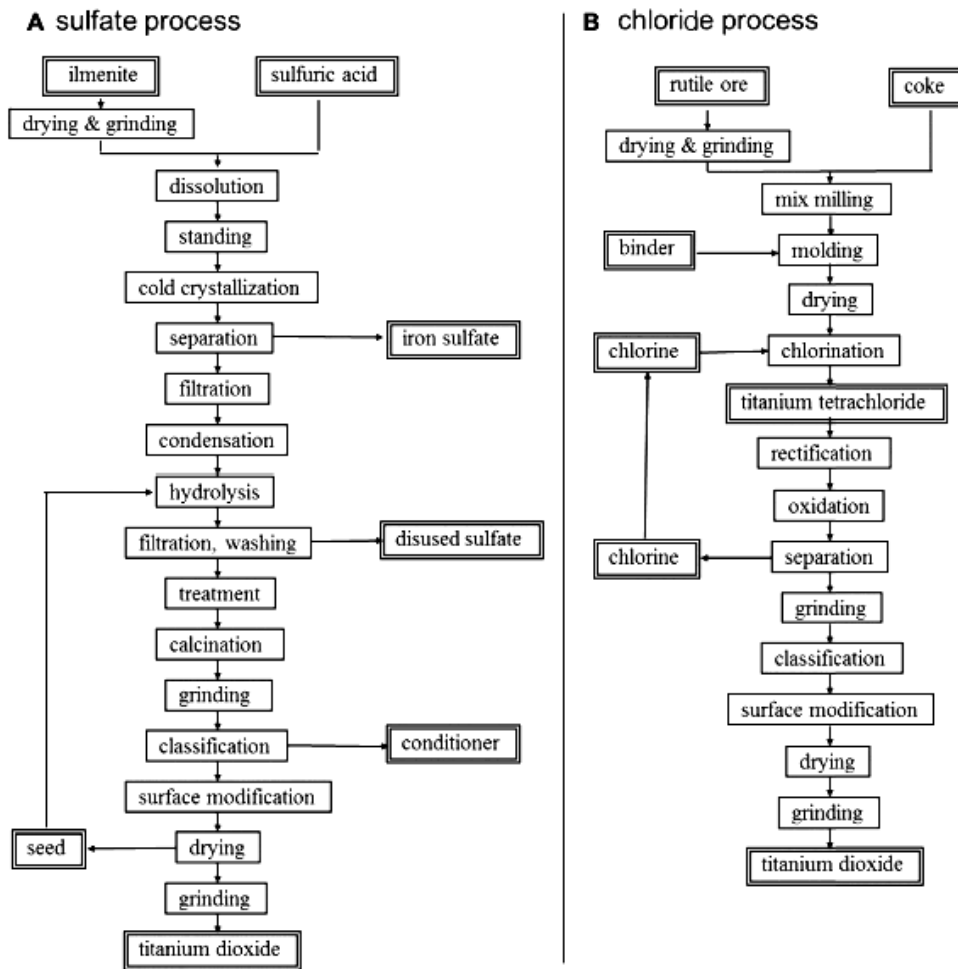 A sulfate process
ilmenite
sulfuric acid
drying & grinding
dissolution
standing
cold crystallization
separation
iron sulfate
filtration
condensation
hydrolysis
filtration, washing
disused sulfate
treatment
calcination
grinding
classification
conditioner
surface modification
seed
drying
grinding
titanium dioxide
B chloride process
rutile ore
coke
drying & grinding
mix milling
binder
molding
drying
chlorine
chlorination
titanium tetrachloride
rectification
oxidation
chlorine
separation
grinding
classification
surface modification
drying
grinding
titanium dioxide